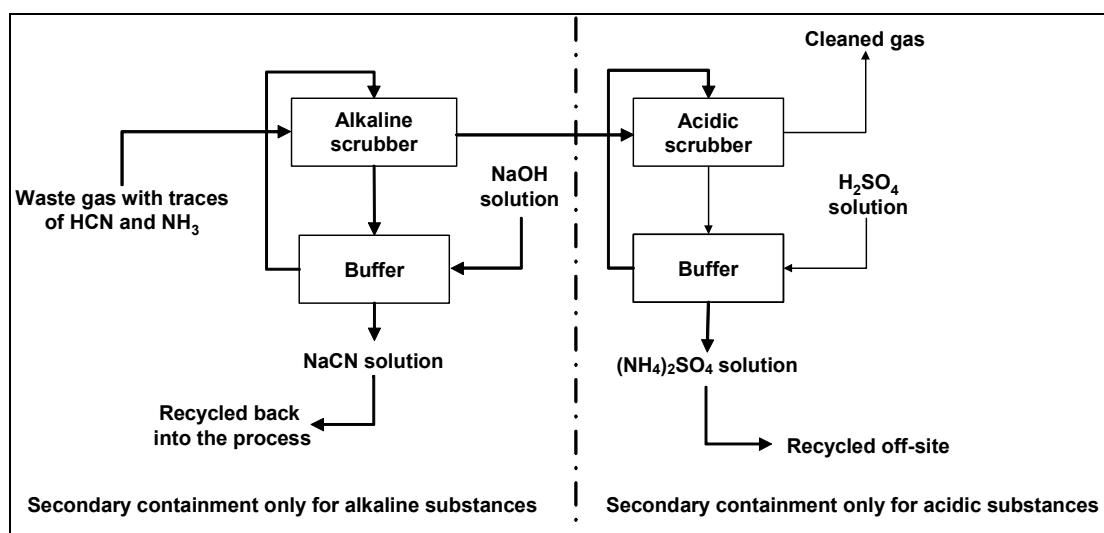 Cleaned gas
Alkaline
scrubber
Acidic
scrubber
Waste gas with traces
of HCN and NH₃
NaOH
solution
H₂SO₄
solution
Buffer
Buffer
NaCN solution
(NH₄)₂SO₄ solution
Recycled back
into the process
Recycled off-site
Secondary containment only for alkaline substances
Secondary containment only for acidic substances